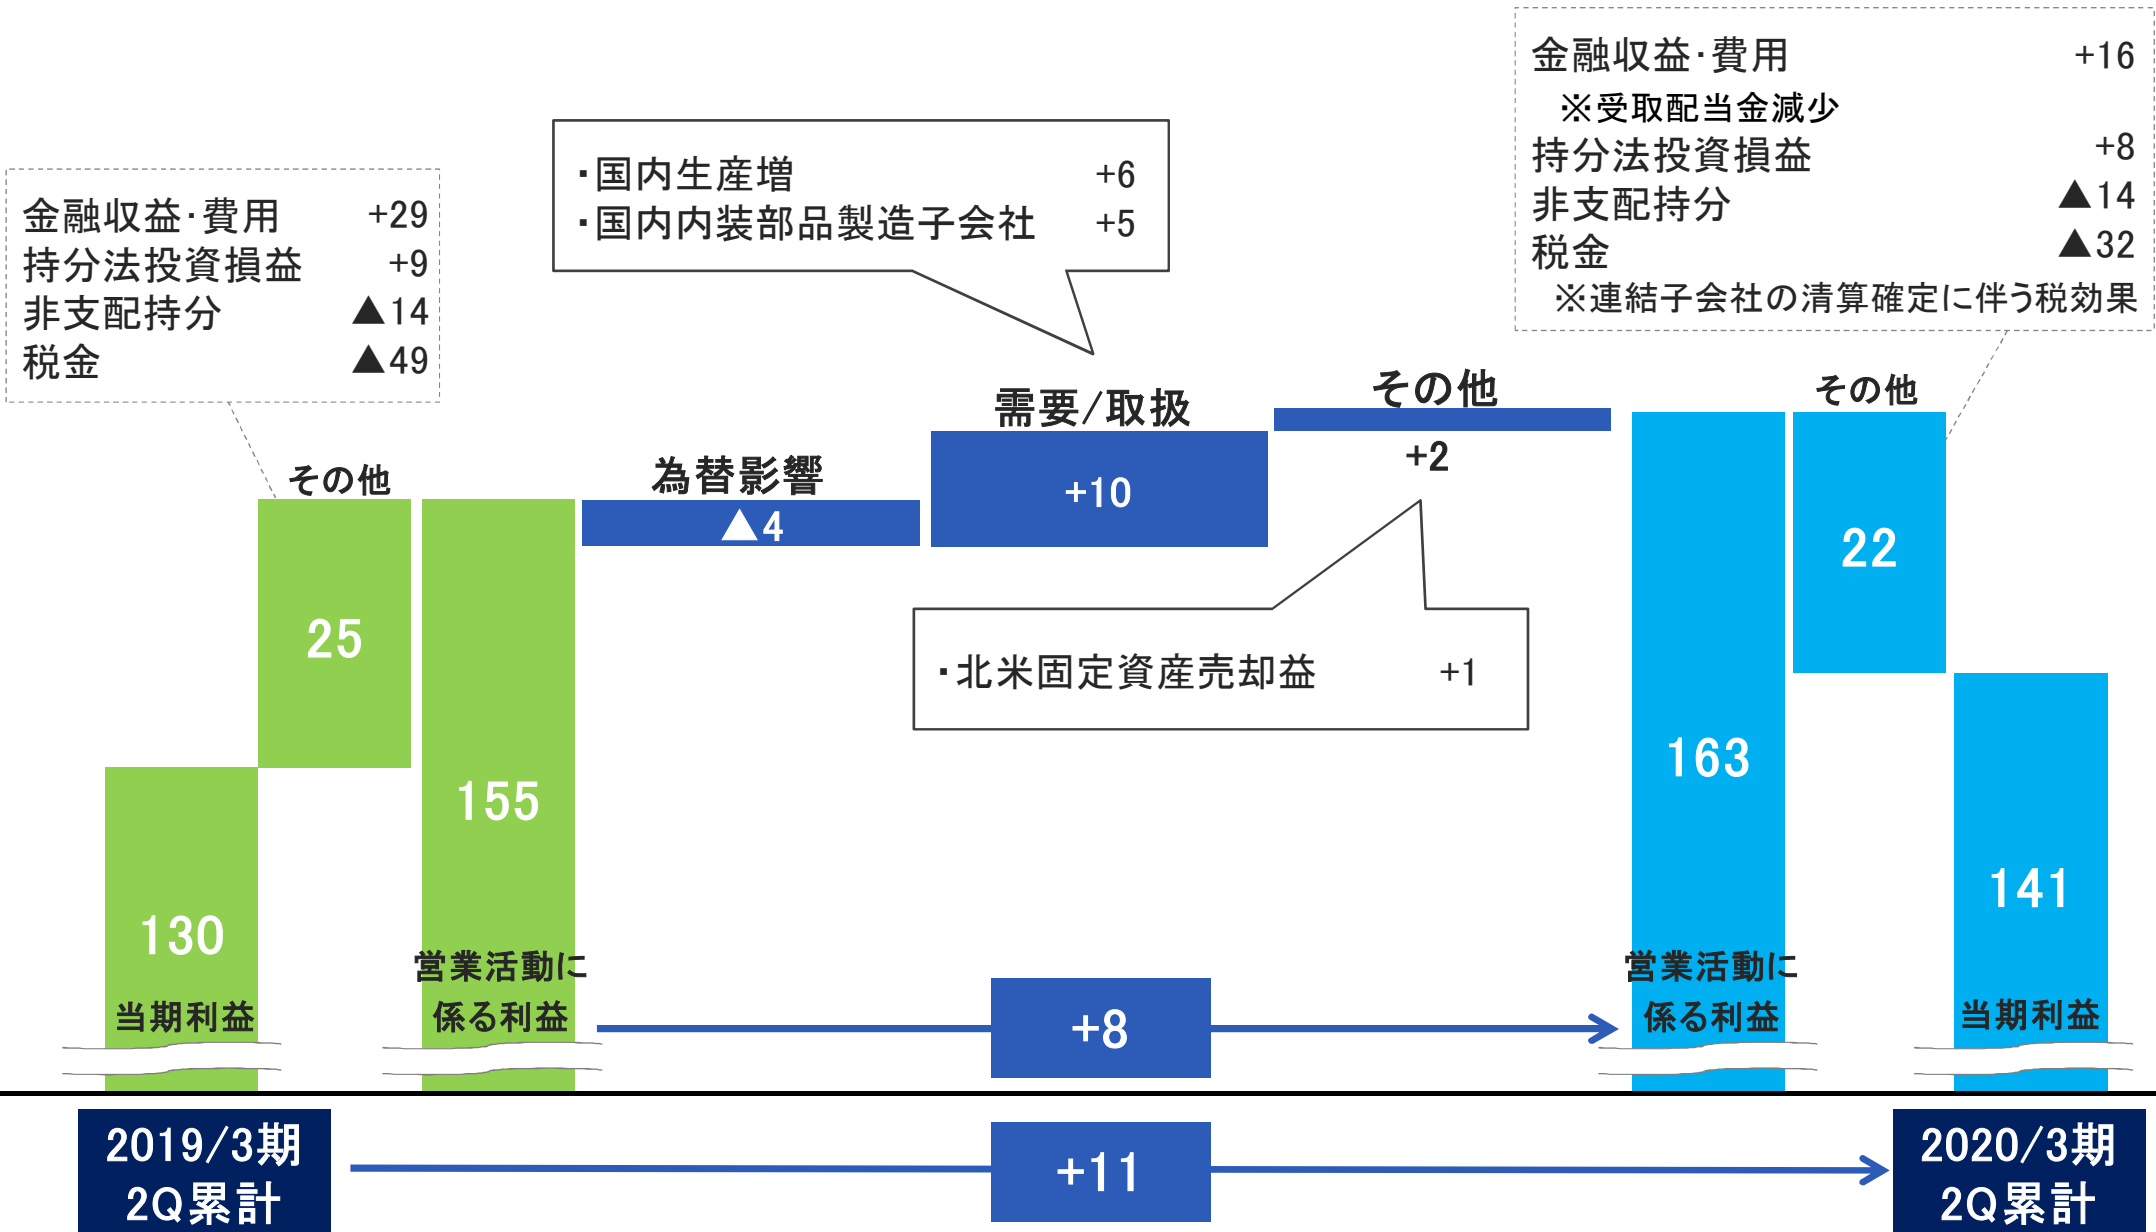 金融収益・費用 +29
持分法投資損益 +9
非支配持分 ▲14
税金 ▲49
・国内生産増 +6
・国内内装部品製造子会社 +5
金融収益・費用 +16
※受取配当金減少
持分法投資損益 +8
非支配持分 ▲14
税金 ▲32
※連結子会社の清算確定に伴う税効果
その他
25
130
当期利益
155
営業活動に
係る利益
為替影響
▲4
需要/取扱
+10
その他
+2
・北米固定資産売却益 +1
163
営業活動に
係る利益
その他
22
141
当期利益
+8
2019/3期
2Q累計
+11
2020/3期
2Q累計